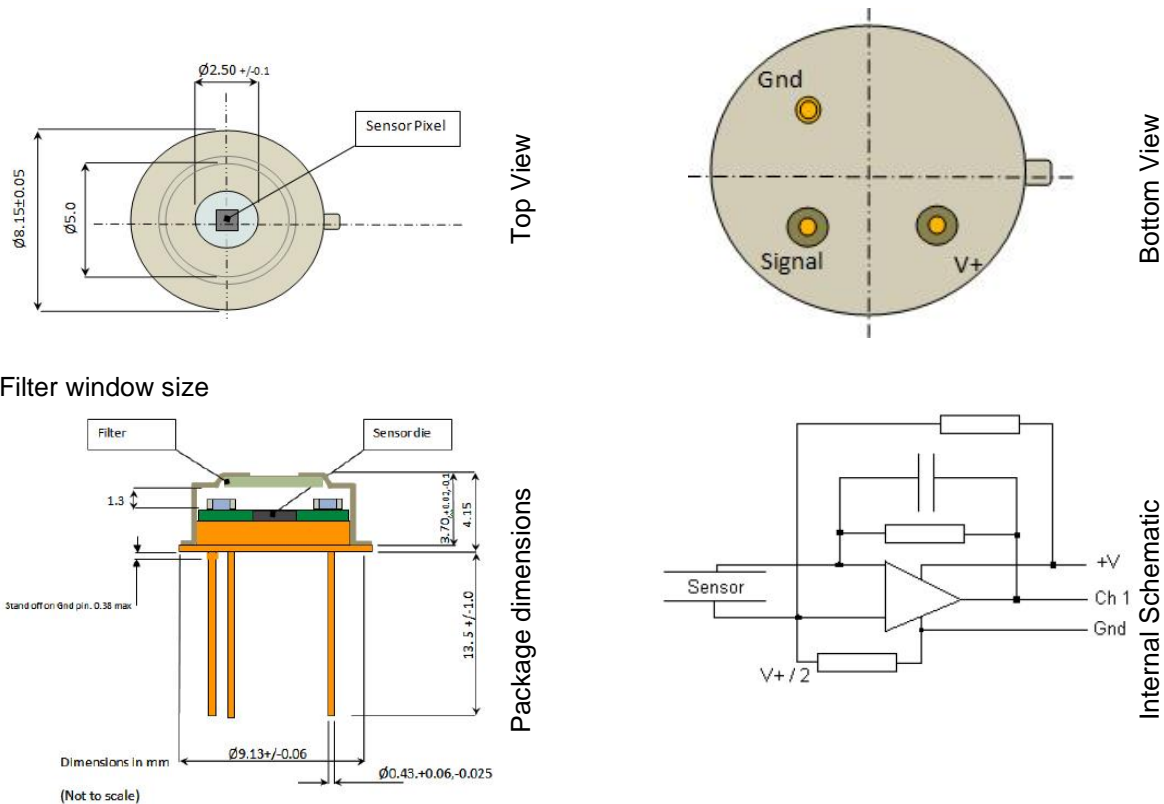 Ø2.50 +/-0.1
Sensor Pixel
Ø8.15±0.05
Ø5.0
Top View
Gnd
Signal
V+
Bottom View
Filter window size
Filter
Sensordie
1.3
3.70,+0.02,-0.1
4.15
Stand off on Gnd pin. 0.38 max
13.5 +/-1.0
Ø9.13+/-0.06
Ø0.43.+0.06,-0.025
Dimensions in mm
(Not to scale)
Package dimensions
Sensor
+V
Ch 1
Gnd
V+ / 2
Internal Schematic